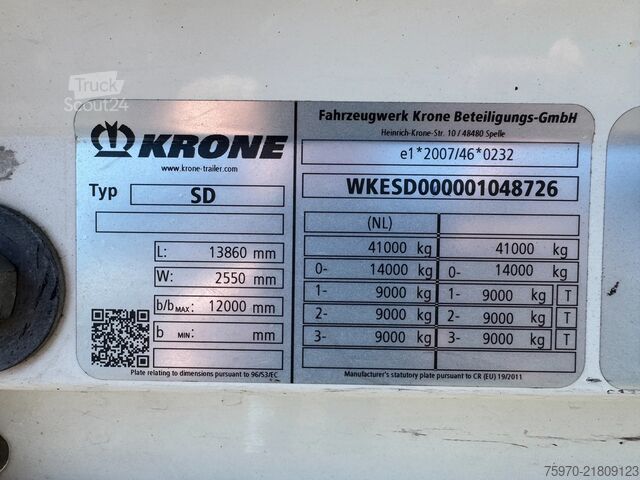 Truck
Scout24
KRONE
www.krone-trailer.com
Typ SD
L: 13860 mm
W: 2550 mm
b/b MAX: 12000 mm
b MIN: mm
Plate relating to dimensions pursuant to 96/53/EC
Fahrzeugwerk Krone Beteiligungs-GmbH
Heinrich-Krone-Str. 10 / 48480 Spelle
e1*2007/46*0232
WKESD000001048726
(NL)
41000 kg 41000 kg
0- 14000 kg 0- 14000 kg
1- 9000 kg 1- 9000 kg T
2- 9000 kg 2- 9000 kg T
3- 9000 kg 3- 9000 kg T
Manufacturer's statutory plate pursuant to CR (EU) 19/2011
75970-21809123